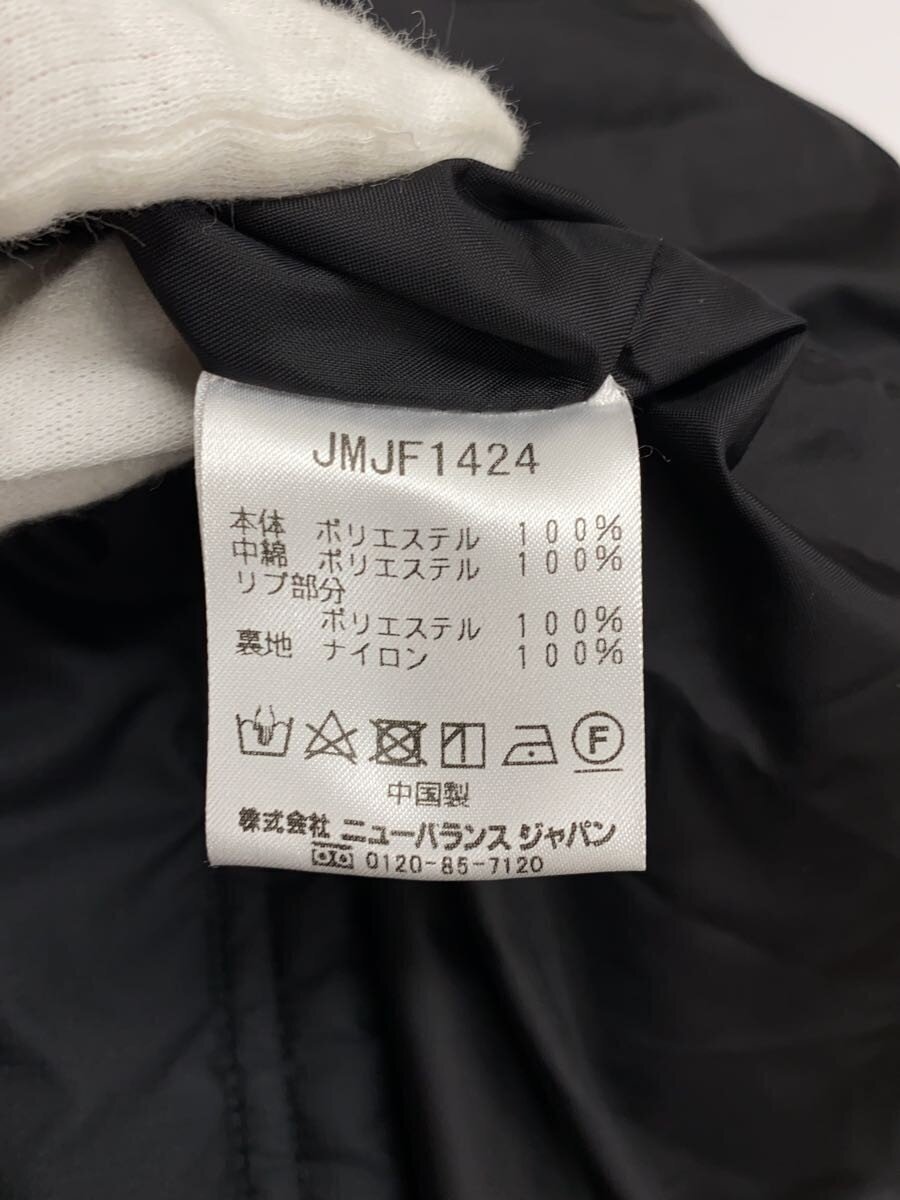 JMJF1424
本体 ポリエステル 100%
中綿 ポリエステル 100%
リブ部分
ポリエステル 100%
裏地 ナイロン 100%
F
中国製
株式会社 ニューバランス ジャパン
0120-85-7120